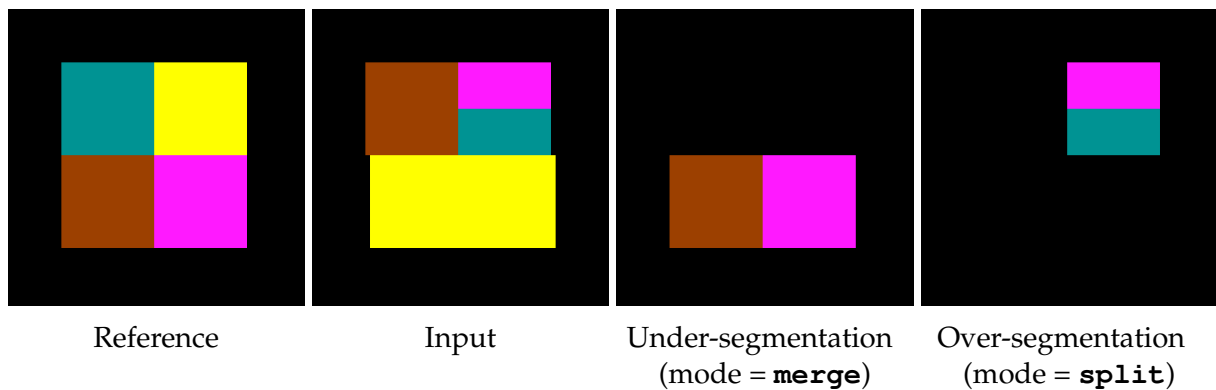 Reference
Input
Under-segmentation
(mode = merge)
Over-segmentation
(mode = split)